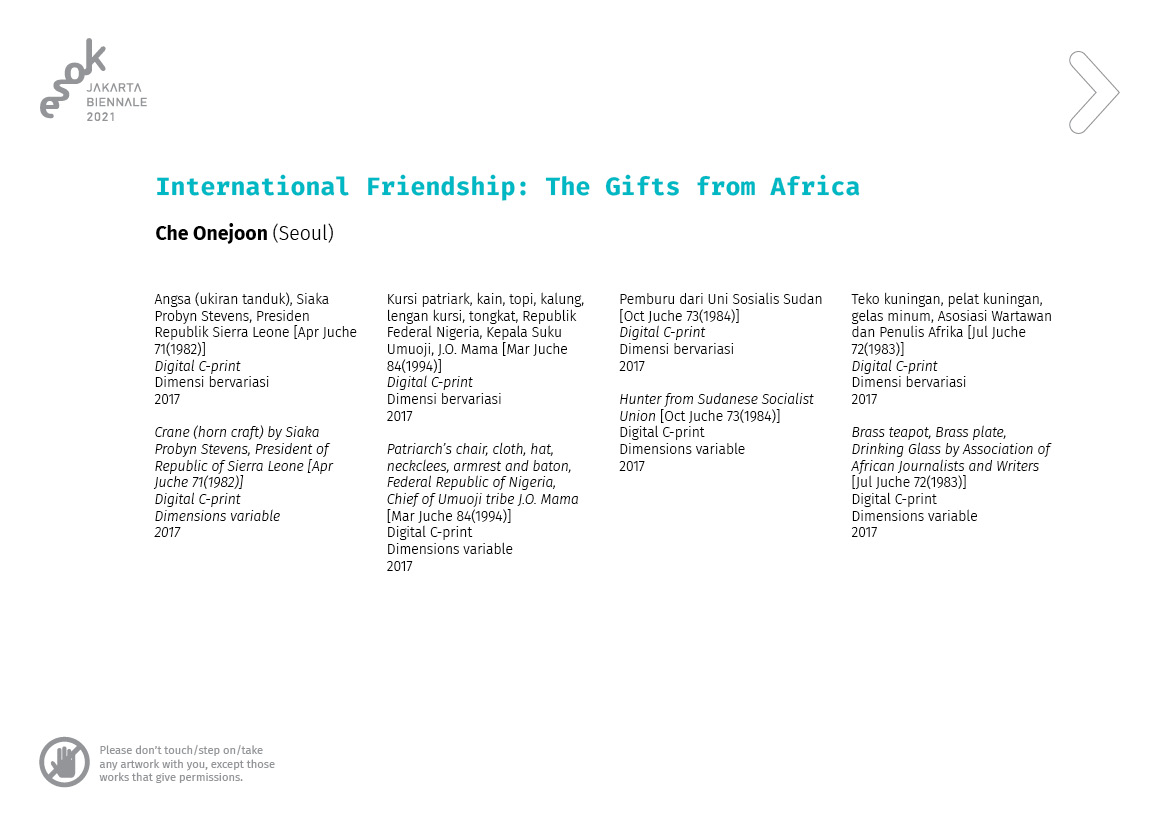 esok
JAKARTA
BIENNALE
2021
International Friendship: The Gifts from Africa
Che Onejoon (Seoul)
Angsa (ukiran tanduk), Siaka
Probyn Stevens, Presiden
Republik Sierra Leone [Apr Juche
71(1982)]
Digital C-print
Dimensi bervariasi
2017
Crane (horn craft) by Siaka
Probyn Stevens, President of
Republic of Sierra Leone [Apr
Juche 71(1982)]
Digital C-print
Dimensions variable
2017
Kursi patriark, kain, topi, kalung,
lengan kursi, tongkat, Republik
Federal Nigeria, Kepala Suku
Umuoji, J.O. Mama [Mar Juche
84(1994)]
Digital C-print
Dimensi bervariasi
2017
Patriarch's chair, cloth, hat,
neckclees, armrest and baton,
Federal Republic of Nigeria,
Chief of Umuoji tribe J.O. Mama
[Mar Juche 84(1994)]
Digital C-print
Dimensions variable
2017
Pemburu dari Uni Sosialis Sudan
[Oct Juche 73(1984)]
Digital C-print
Dimensi bervariasi
2017
Hunter from Sudanese Socialist
Union [Oct Juche 73(1984)]
Digital C-print
Dimensions variable
2017
Teko kuningan, pelat kuningan,
gelas minum, Asosiasi Wartawan
dan Penulis Afrika [Jul Juche
72(1983)]
Digital C-print
Dimensi bervariasi
2017
Brass teapot, Brass plate,
Drinking Glass by Association of
African Journalists and Writers
[Jul Juche 72(1983)]
Digital C-print
Dimensions variable
2017
Please don't touch/step on/take
any artwork with you, except those
works that give permissions.